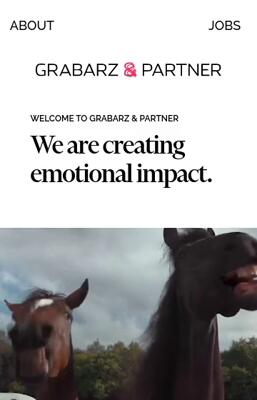 ABOUT JOBS
GRABARZ & PARTNER
WELCOME TO GRABARZ & PARTNER
We are creating
emotional impact.